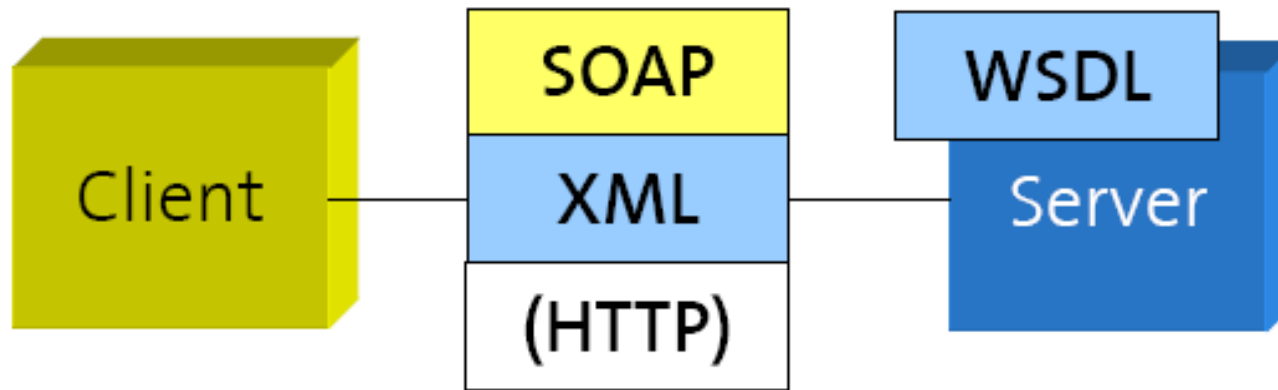 Client
SOAP
XML
(HTTP)
WSDL
Server